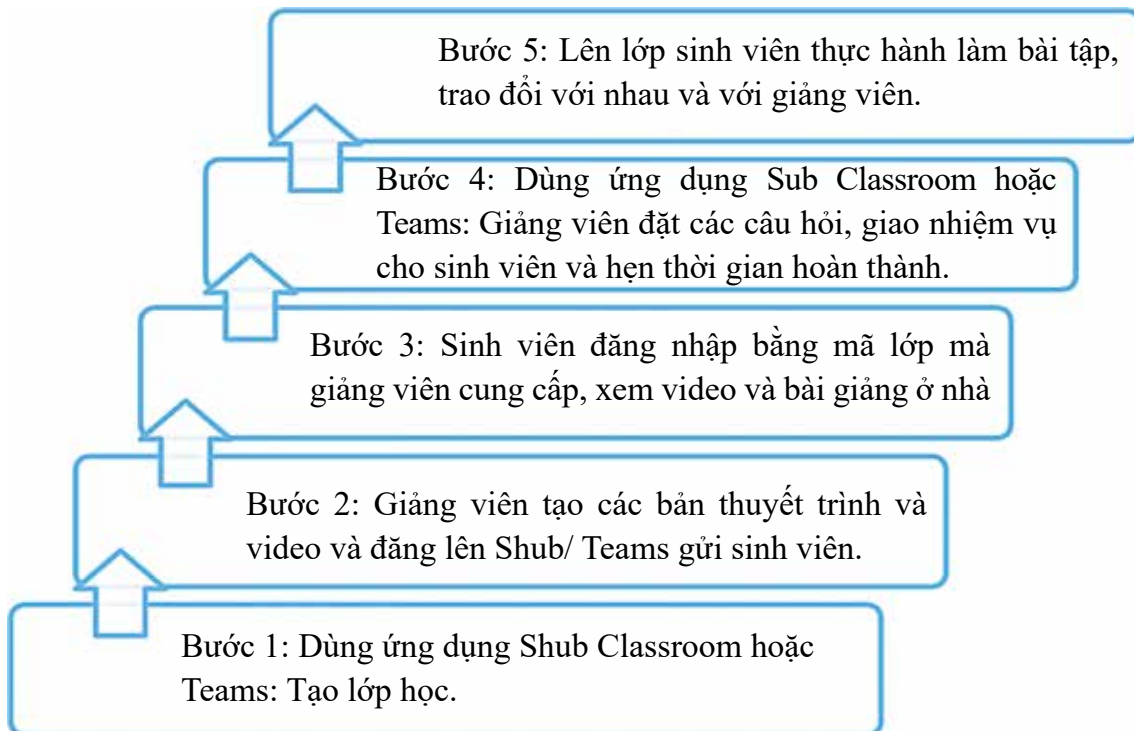 Bước 5: Lên lớp sinh viên thực hành làm bài tập,
trao đổi với nhau và với giảng viên.
Bước 4: Dùng ứng dụng Sub Classroom hoặc
Teams: Giảng viên đặt các câu hỏi, giao nhiệm vụ
cho sinh viên và hẹn thời gian hoàn thành.
Bước 3: Sinh viên đăng nhập bằng mã lớp mà
giảng viên cung cấp, xem video và bài giảng ở nhà
Bước 2: Giảng viên tạo các bản thuyết trình và
video và đăng lên Shub/ Teams gửi sinh viên.
Bước 1: Dùng ứng dụng Shub Classroom hoặc
Teams: Tạo lớp học.